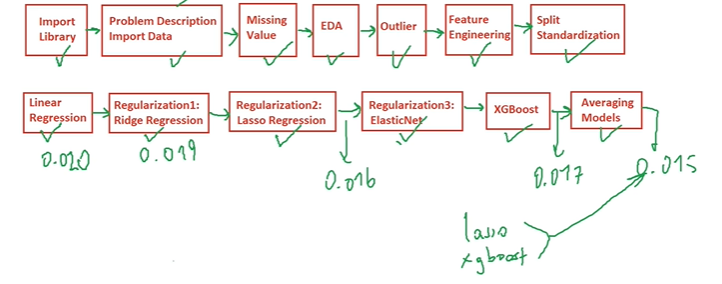 Import
Library
Problem Description
Import Data
Missing
Value
EDA
Outlier
Feature
Engineering
Split
Standardization
Linear
Regression
Regularization1:
Ridge Regression
Regularization2:
Lasso Regression
Regularization3:
ElasticNet
XGBoost
Averaging
Models
0.020
0.019
0.016
0.017
0.015
lasso
xgboost